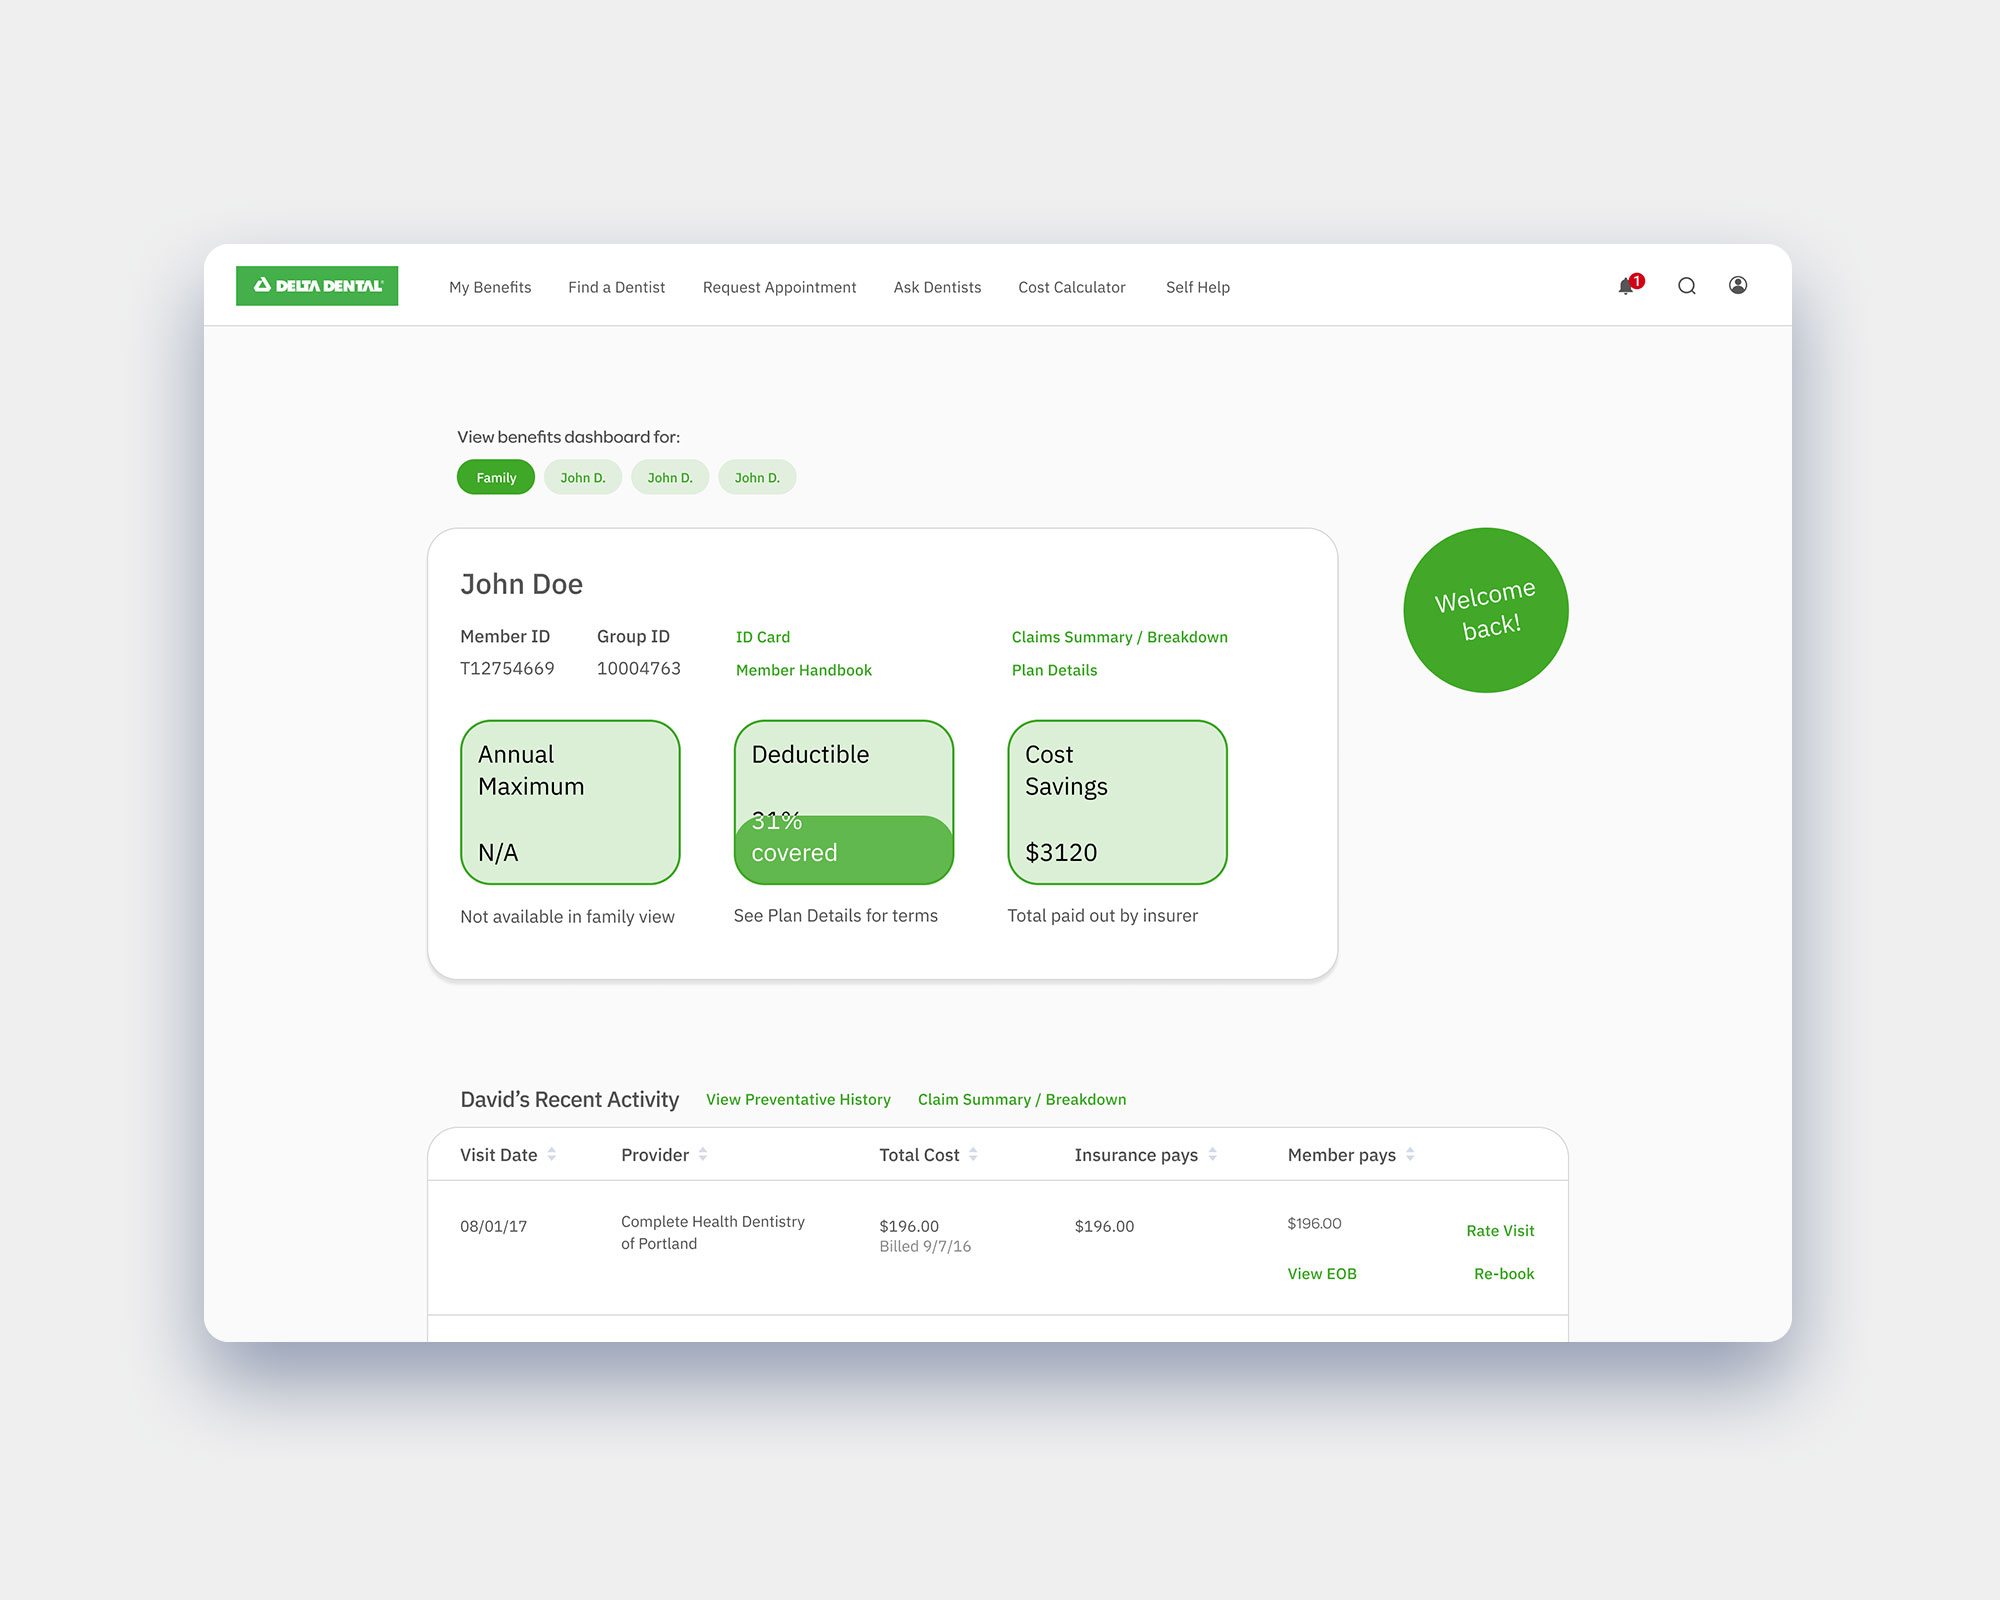 DELTA DENTAL
My Benefits
Find a Dentist
Request Appointment
Ask Dentists
Cost Calculator
Self Help
1
View benefits dashboard for:
Family
John D.
John D.
John D.
John Doe
Member ID
Group ID
ID Card
Claims Summary / Breakdown
T12754669
10004763
Member Handbook
Plan Details
Welcome
back!
Annual
Maximum
N/A
Not available in family view
Deductible
31%
covered
See Plan Details for terms
Cost
Savings
$3120
Total paid out by insurer
David’s Recent Activity
View Preventative History
Claim Summary / Breakdown
Visit Date
Provider
Total Cost
Insurance pays
Member pays
08/01/17
Complete Health Dentistry
of Portland
$196.00
Billed 9/7/16
$196.00
$196.00
Rate Visit
View EOB
Re-book